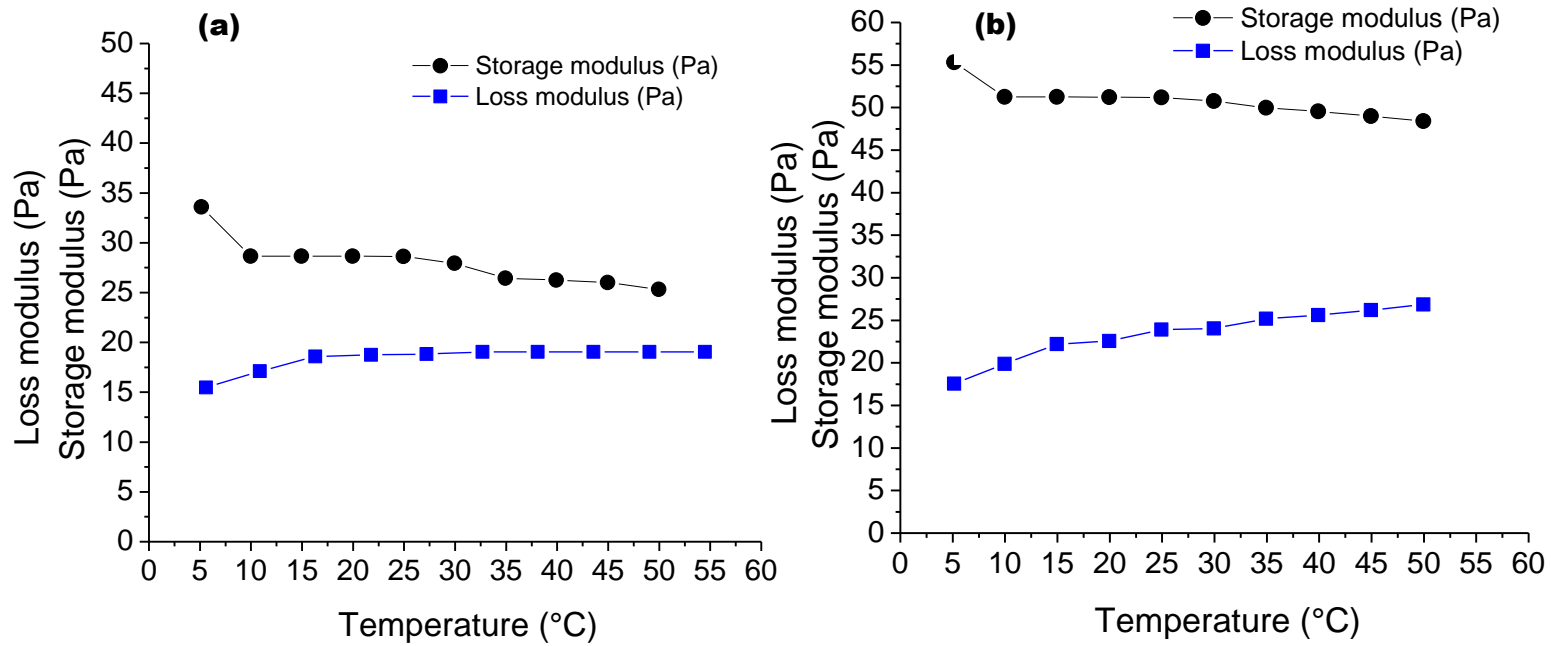 (a)
Storage modulus (Pa)
Loss modulus (Pa)
Loss modulus (Pa)
Storage modulus (Pa)
50
45
40
35
30
25
20
15
10
5
0
0 5 10 15 20 25 30 35 40 45 50 55 60
Temperature (°C)
(b)
Storage modulus (Pa)
Loss modulus (Pa)
Loss modulus (Pa)
Storage modulus (Pa)
60
55
50
45
40
35
30
25
20
15
10
5
0
0 5 10 15 20 25 30 35 40 45 50 55 60
Temperature (°C)